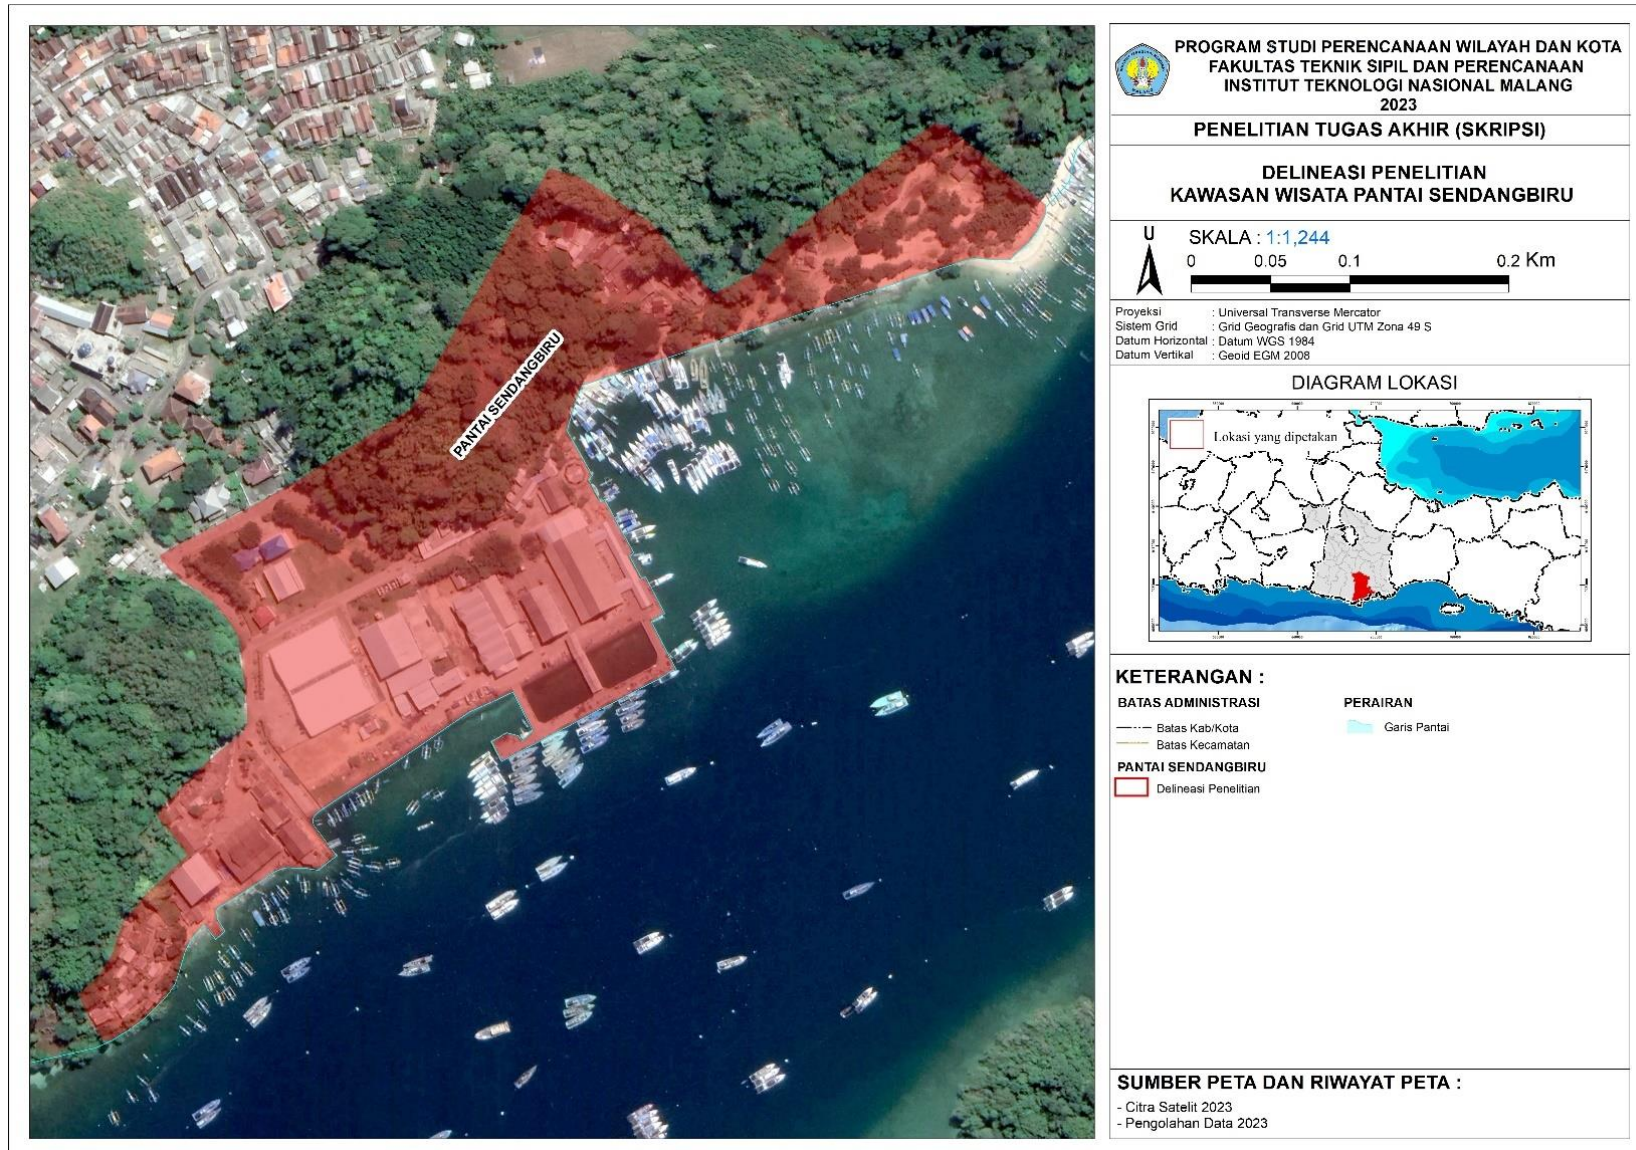 PROGRAM STUDI PERENCANAAN WILAYAH DAN KOTA
FAKULTAS TEKNIK SIPIL DAN PERENCANAAN
INSTITUT TEKNOLOGI NASIONAL MALANG
2023
PENELITIAN TUGAS AKHIR (SKRIPSI)
DELINEASI PENELITIAN
KAWASAN WISATA PANTAI SENDANGBIRU
U
SKALA : 1:1,244
0 0.05 0.1 0.2 Km
Proyeksi : Universal Transverse Mercator
Sistem Grid : Grid Geografis dan Grid UTM Zona 49 S
Datum Horizontal : Datum WGS 1984
Datum Vertikal : Geoid EGM 2008
DIAGRAM LOKASI
Lokasi yang dipetakan
KETERANGAN :
BATAS ADMINISTRASI
Batas Kab/Kota
Batas Kecamatan
PERAIRAN
Garis Pantai
PANTAI SENDANGBIRU
Delineasi Penelitian
SUMBER PETA DAN RIWAYAT PETA :
- Citra Satelit 2023
- Pengolahan Data 2023
PANTAI SENDANGBIRU